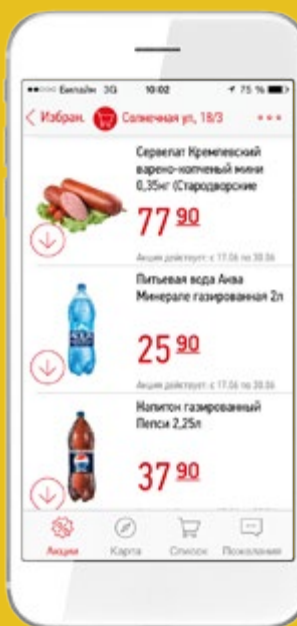 Билайн 3G 10:02 75 %
Избран. Солнечная ул, 18/3
Сервелат Кремлевский
варено-копченый мини
0,35кг (Стародворские
77 90
Акция действует: с 17.06 по 30.06
Питьевая вода Аква
Минерале газированная 2л
25 90
Акция действует: с 17.06 по 30.06
Напиток газированный
Пепси 2,25л
37 90
Акции Карта Список Пожелания